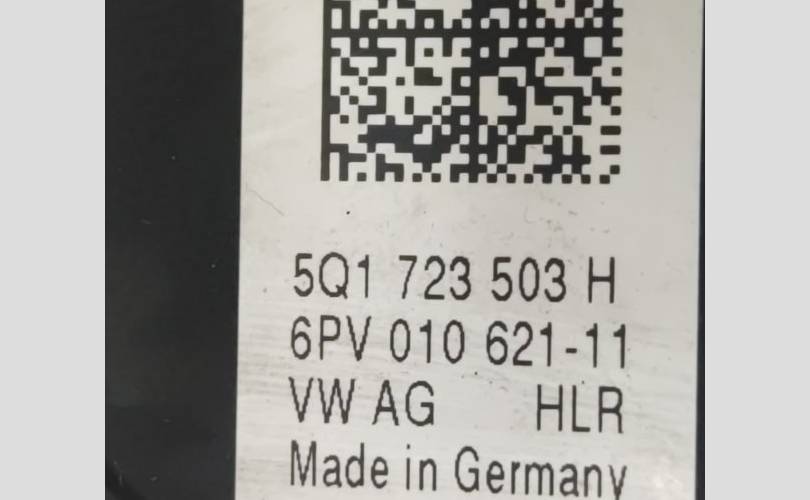 5Q1 723 503 H
6PV 010 621-11
VW AG HLR
Made in Germany